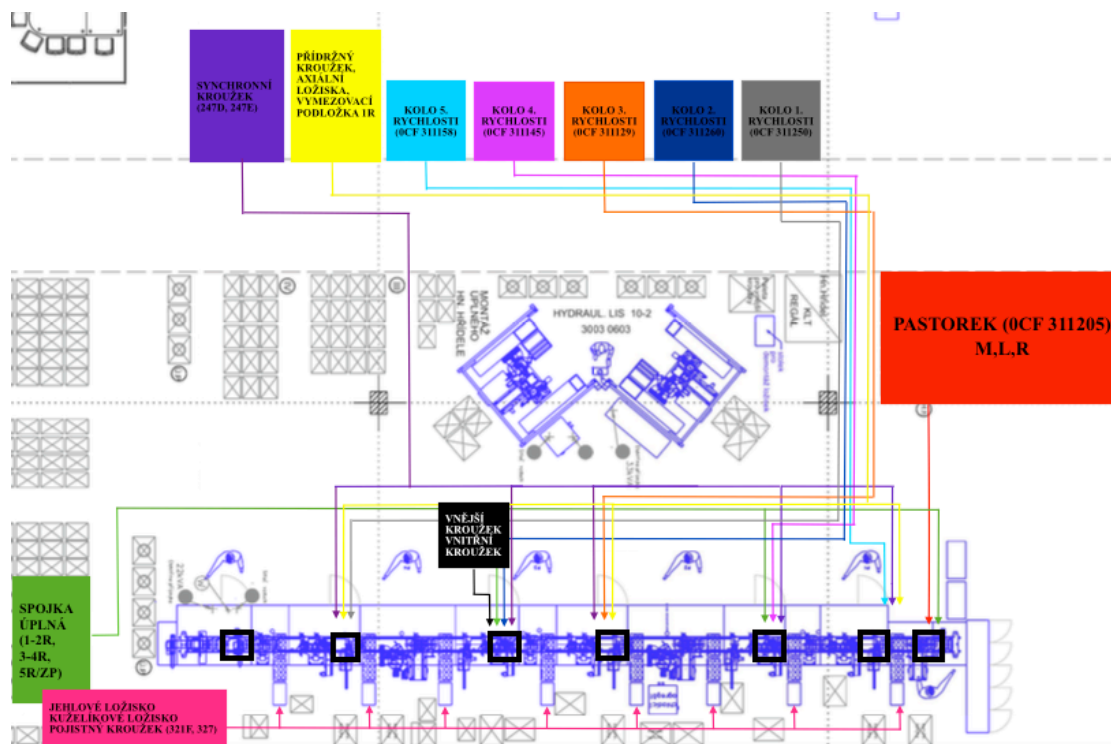 SYNCHRONNÍ
KROUŽEK
(247D, 247E)
PŘÍDRŽNÝ
KROUŽEK,
AXIÁLNÍ
LOŽISKA,
VYMEZOVACÍ
PODLOŽKA 1R
KOLO 5.
RYCHLOSTI
(0CF 311158)
KOLO 4.
RYCHLOSTI
(0CF 311145)
KOLO 3.
RYCHLOSTI
(0CF 311129)
KOLO 2.
RYCHLOSTI
(0CF 311260)
KOLO 1.
RYCHLOSTI
(0CF 311250)
MONTÁŽ
ÚPLNÉHO
HN. HŘÍDELE
HYDRAUL. LIS 10-2
3003 0603
KLT
REGÁL
PASTOREK (0CF 311205)
M,L,R
VNĚJŠÍ
KROUŽEK
VNITŘNÍ
KROUŽEK
22kVA
SPOJKA
ÚPLNÁ
(1-2R,
3-4R,
5R/ZP)
JEHLOVÉ LOŽISKO
KUŽELÍKOVÉ LOŽISKO
POJISTNÝ KROUŽEK (321F, 327)